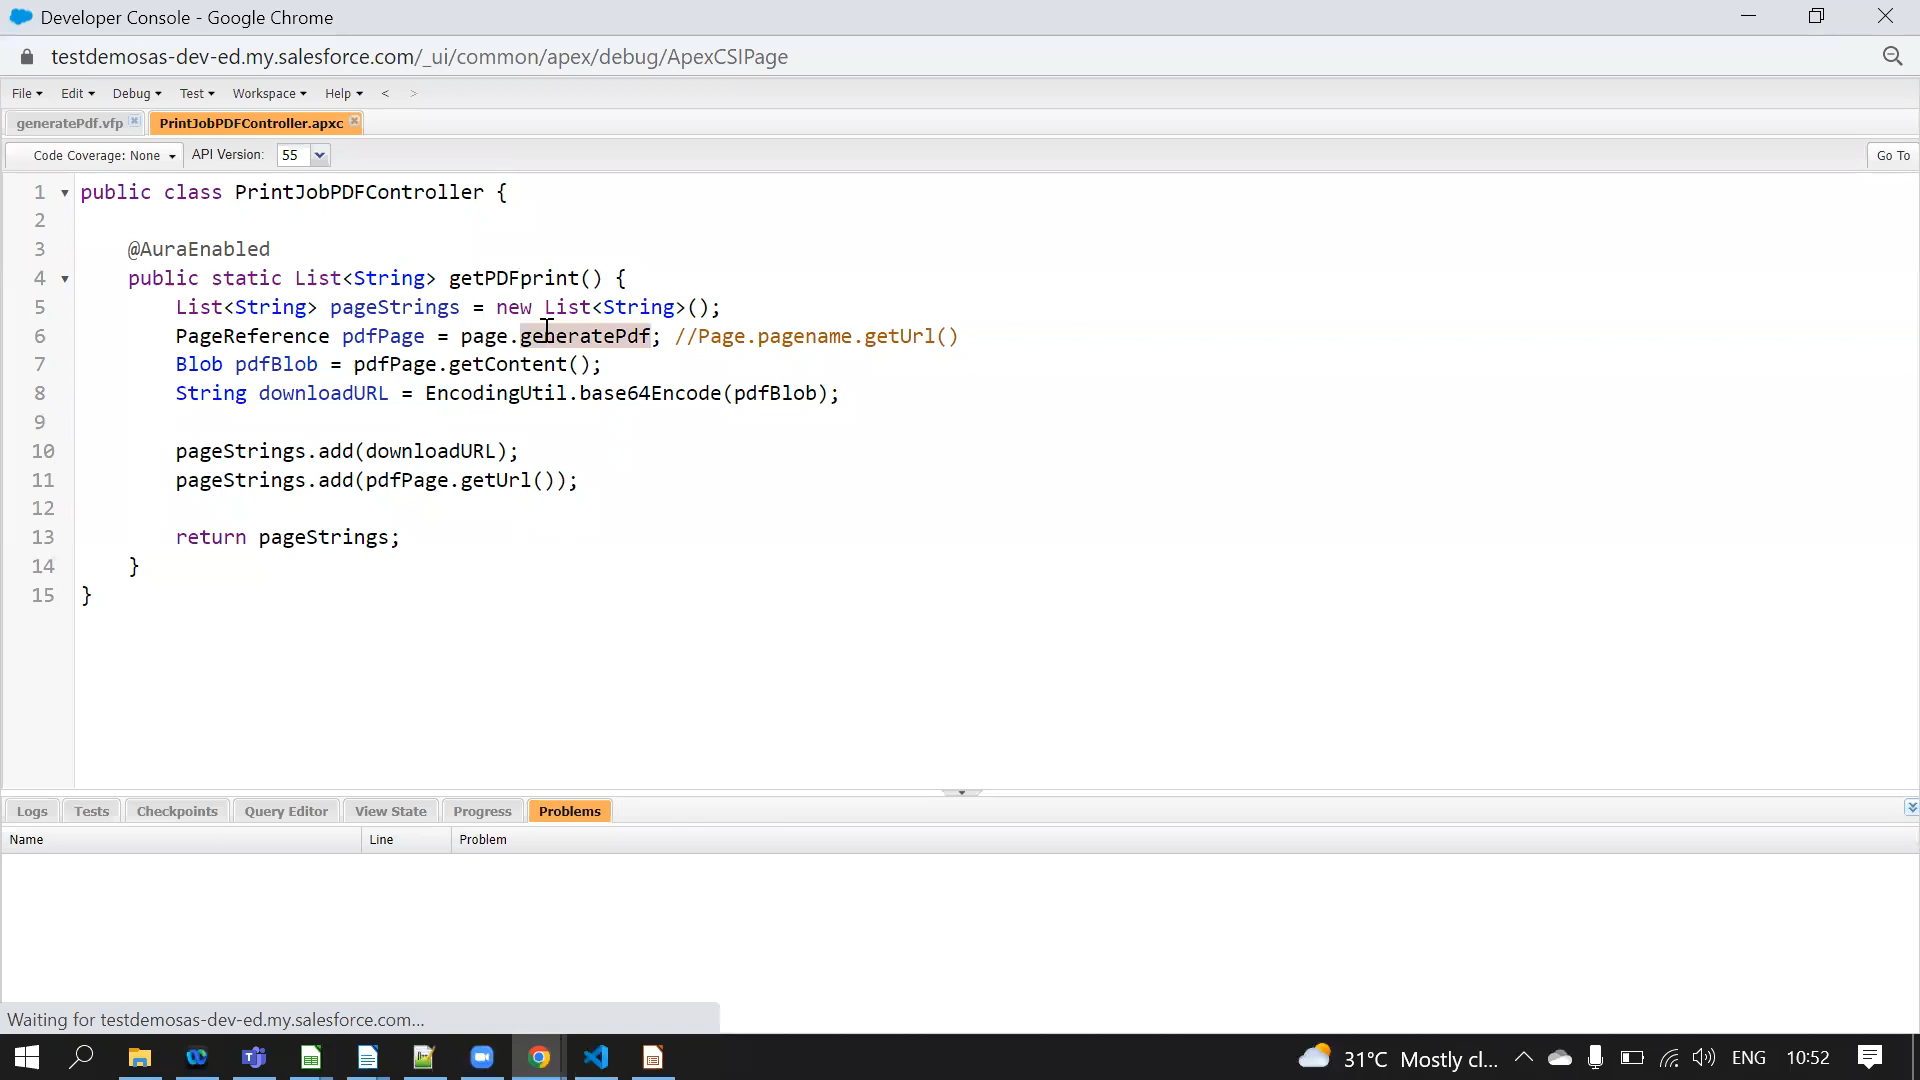 Developer Console - Google Chrome
testdemosas-dev-ed.my.salesforce.com/_ui/common/apex/debug/ApexCSIPage
File Edit Debug Test Workspace Help < >
generatePdf.vfp PrintJobPDFController.apxc
Code Coverage: None API Version: 55 Go To
1 public class PrintJobPDFController {
2
3 @AuraEnabled
4 public static List<String> getPDFprint() {
5 List<String> pageStrings = new List<String>();
6 PageReference pdfPage = page.generatePdf; //Page.pagename.getUrl()
7 Blob pdfBlob = pdfPage.getContent();
8 String downloadURL = EncodingUtil.base64Encode(pdfBlob);
9
10 pageStrings.add(downloadURL);
11 pageStrings.add(pdfPage.getUrl());
12
13 return pageStrings;
14 }
15 }
Logs Tests Checkpoints Query Editor View State Progress Problems
Name Line Problem
Waiting for testdemosas-dev-ed.my.salesforce.com...
31°C Mostly cl... ENG 10:52